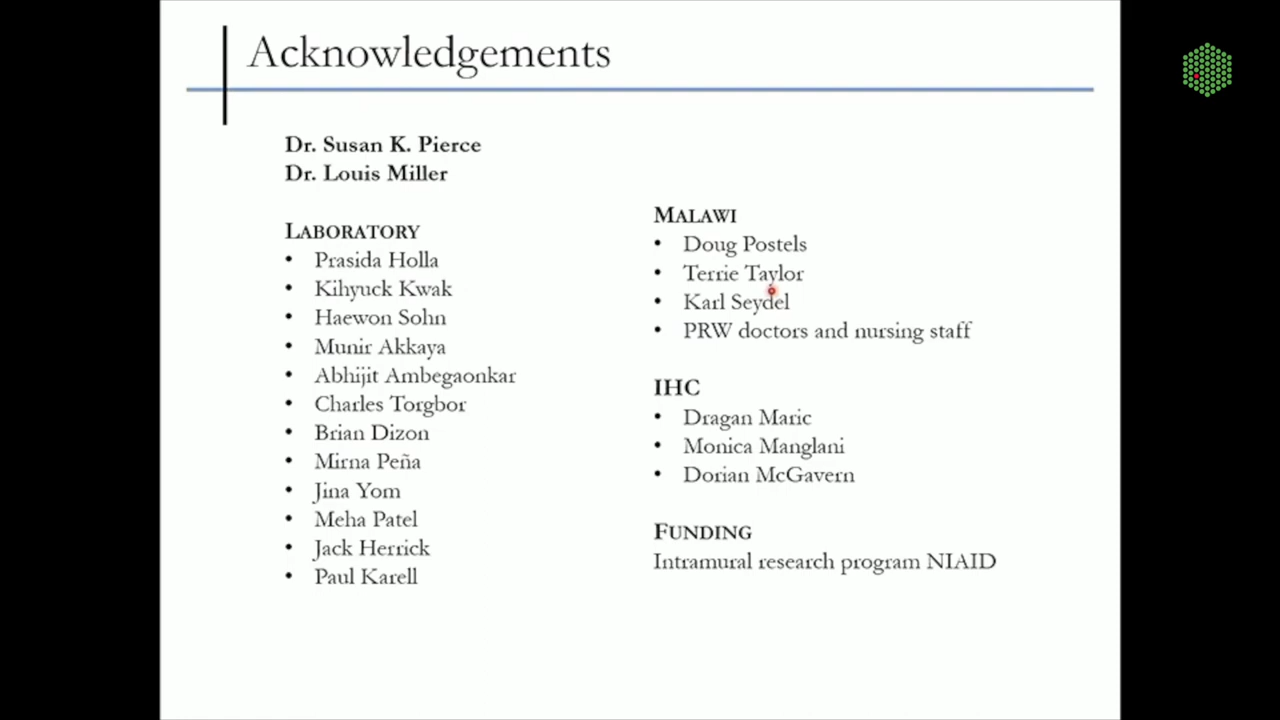 Acknowledgements
Dr. Susan K. Pierce
Dr. Louis Miller
LABORATORY
• Prasida Holla
• Kihyuck Kwak
• Haewon Sohn
• Munir Akkaya
• Abhijit Ambegaonkar
• Charles Torgbor
• Brian Dizon
• Mirna Peña
• Jina Yom
• Meha Patel
• Jack Herrick
• Paul Karell
MALAWI
• Doug Postels
• Terrie Taylor
• Karl Seydel
• PRW doctors and nursing staff
IHC
• Dragan Maric
• Monica Manglani
• Dorian McGavern
FUNDING
Intramural research program NIAID